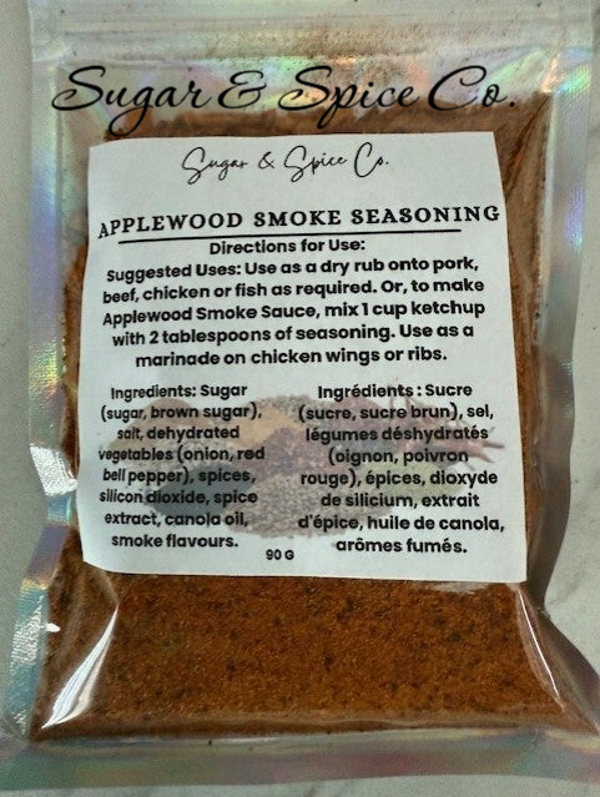 Sugar & Spice Co.
Sugar & Spice Co.
APPLEWOOD SMOKE SEASONING
Directions for Use:
Suggested Uses: Use as a dry rub onto pork,
beef, chicken or fish as required. Or, to make
Applewood Smoke Sauce, mix 1 cup ketchup
with 2 tablespoons of seasoning. Use as a
marinade on chicken wings or ribs.
Ingredients: Sugar
(sugar, brown sugar),
salt, dehydrated
vegetables (onion, red
bell pepper), spices,
silicon dioxide, spice
extract, canola oil,
smoke flavours.
Ingrédients : Sucre
(sucre, sucre brun), sel,
légumes déshydratés
(oignon, poivron
rouge), épices, dioxyde
de silicium, extrait
d'épice, huile de canola,
arômes fumés.
90 G